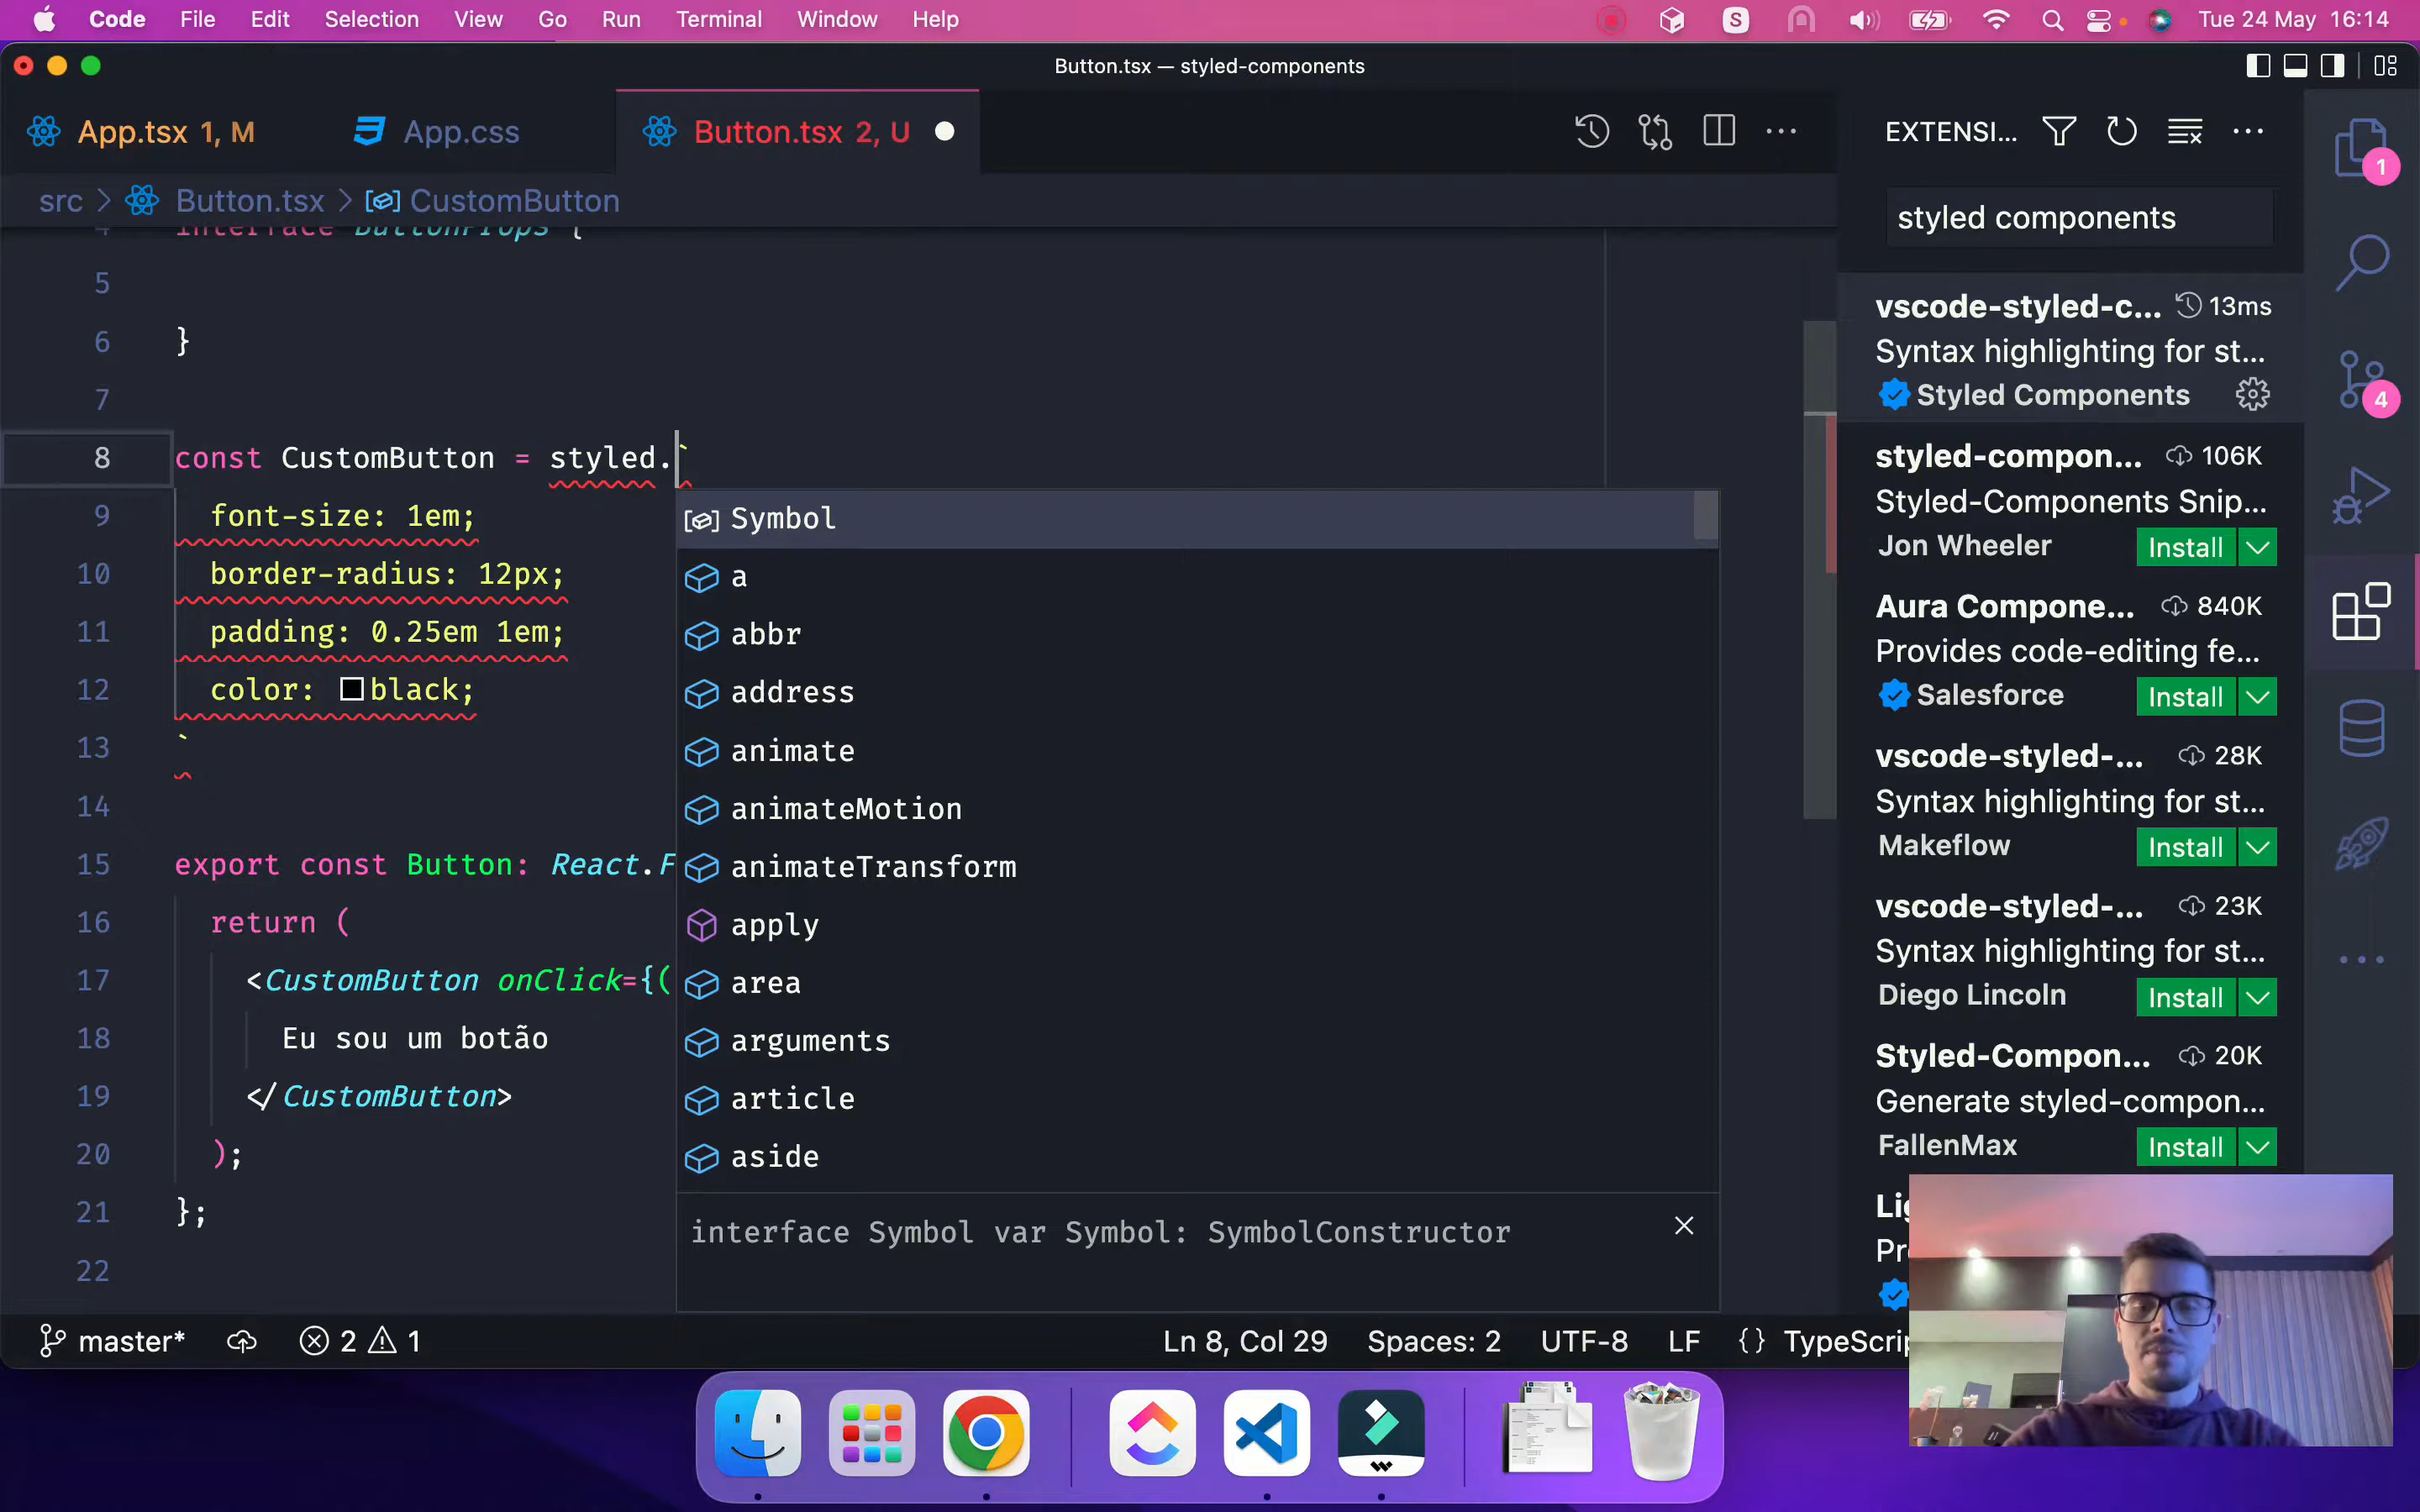 Code File Edit Selection View Go Run Terminal Window Help
S
Tue 24 May 16:14
Button.tsx — styled-components
App.tsx 1, M
App.css
Button.tsx 2, U
src > Button.tsx > CustomButton
4 interface ButtonProps {
5
6 }
7
8 const CustomButton = styled.`
9 font-size: 1em;
10 border-radius: 12px;
11 padding: 0.25em 1em;
12 color: black;
13 `
14
15 export const Button: React.F
16 return (
17 <CustomButton onClick={(
18 Eu sou um botão
19 </CustomButton>
20 );
21 };
22
Symbol
a
abbr
address
animate
animateMotion
animateTransform
apply
area
arguments
article
aside
interface Symbol var Symbol: SymbolConstructor
EXTENSI...
styled components
vscode-styled-c... 13ms
Syntax highlighting for st...
Styled Components
styled-compon... 106K
Styled-Components Snip...
Jon Wheeler Install
Aura Compone... 840K
Provides code-editing fe...
Salesforce Install
vscode-styled-... 28K
Syntax highlighting for st...
Makeflow Install
vscode-styled-... 23K
Syntax highlighting for st...
Diego Lincoln Install
Styled-Compon... 20K
Generate styled-compon...
FallenMax Install
1
4
master* 2 1
Ln 8, Col 29 Spaces: 2 UTF-8 LF {} TypeScrip